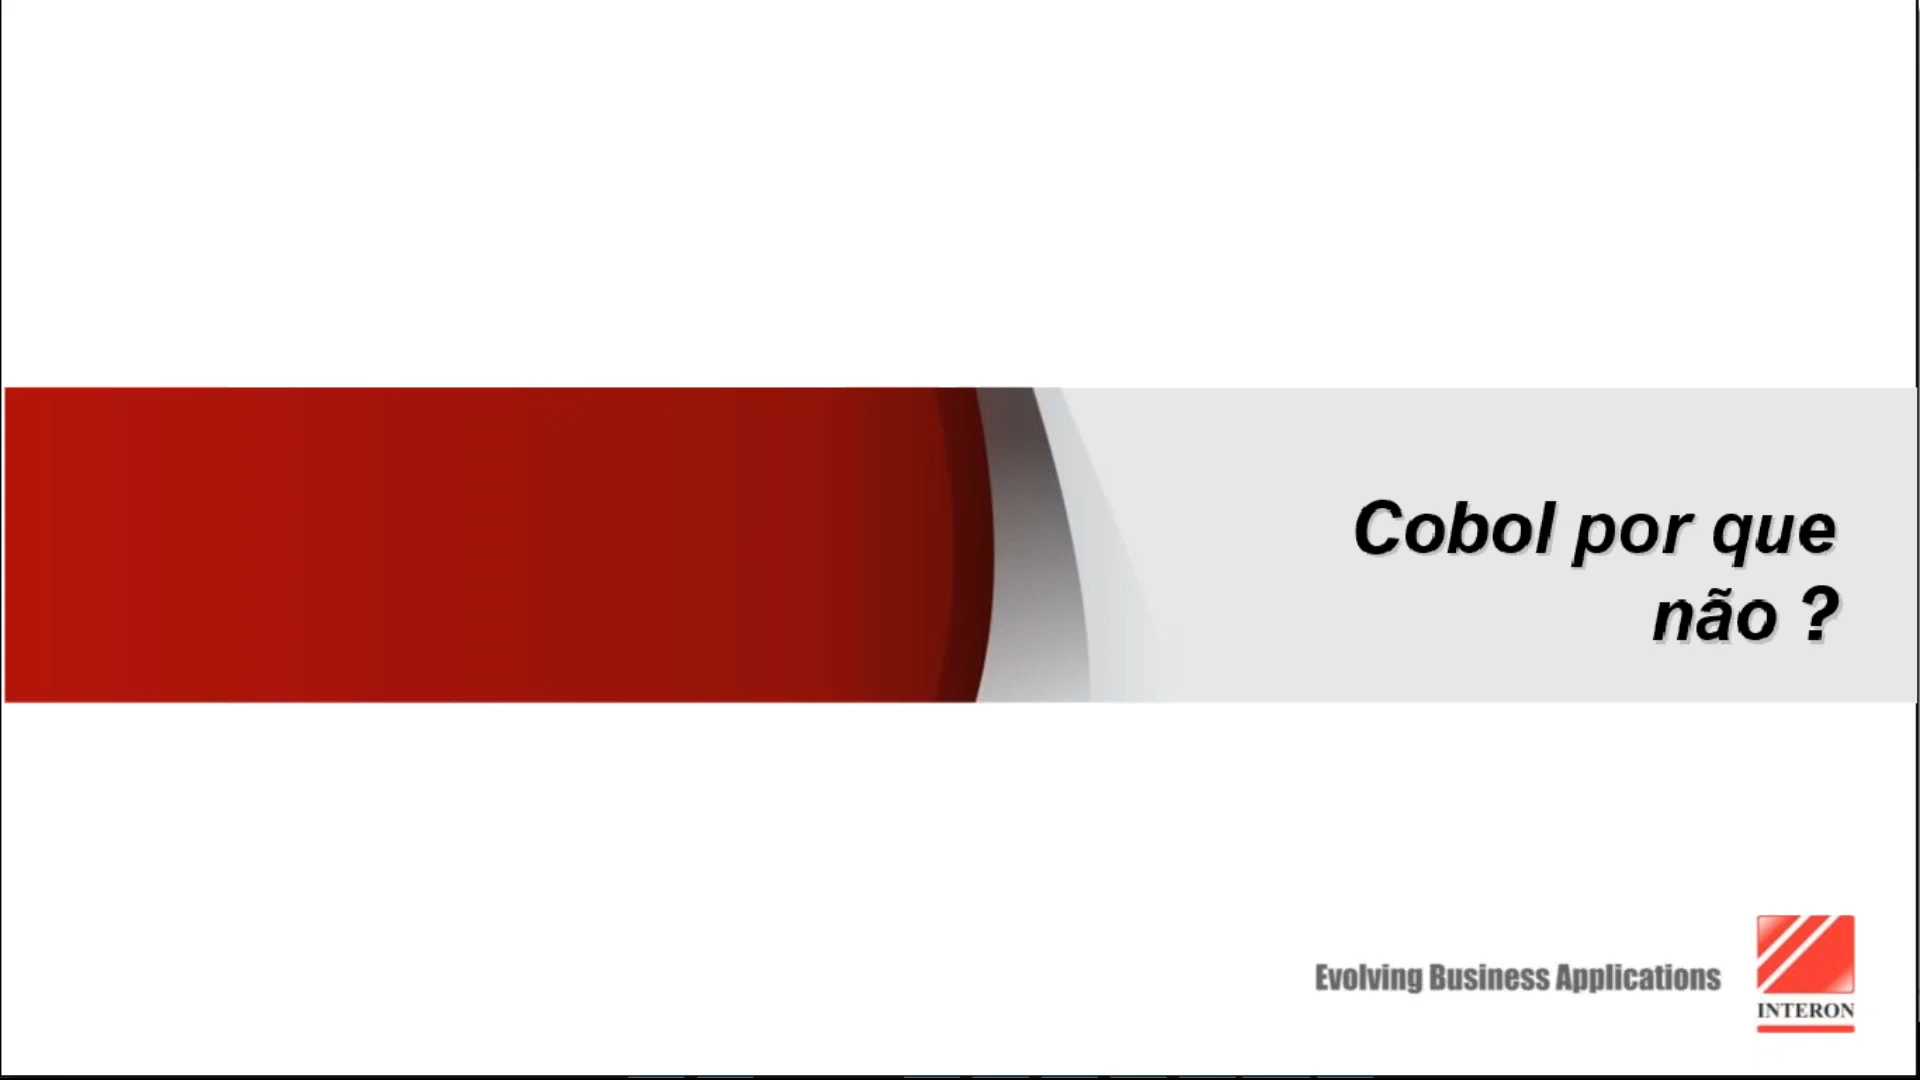 Cobol por que
não ?
Evolving Business Applications
INTERON